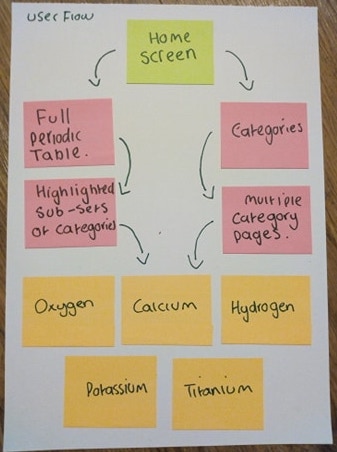 User Flow
Home
Screen
Full
Periodic
Table.
Categories
Highlighted
Sub-sets
of Categories
Multiple
Category
pages.
Oxygen
Calcium
Hydrogen
Potassium
Titanium